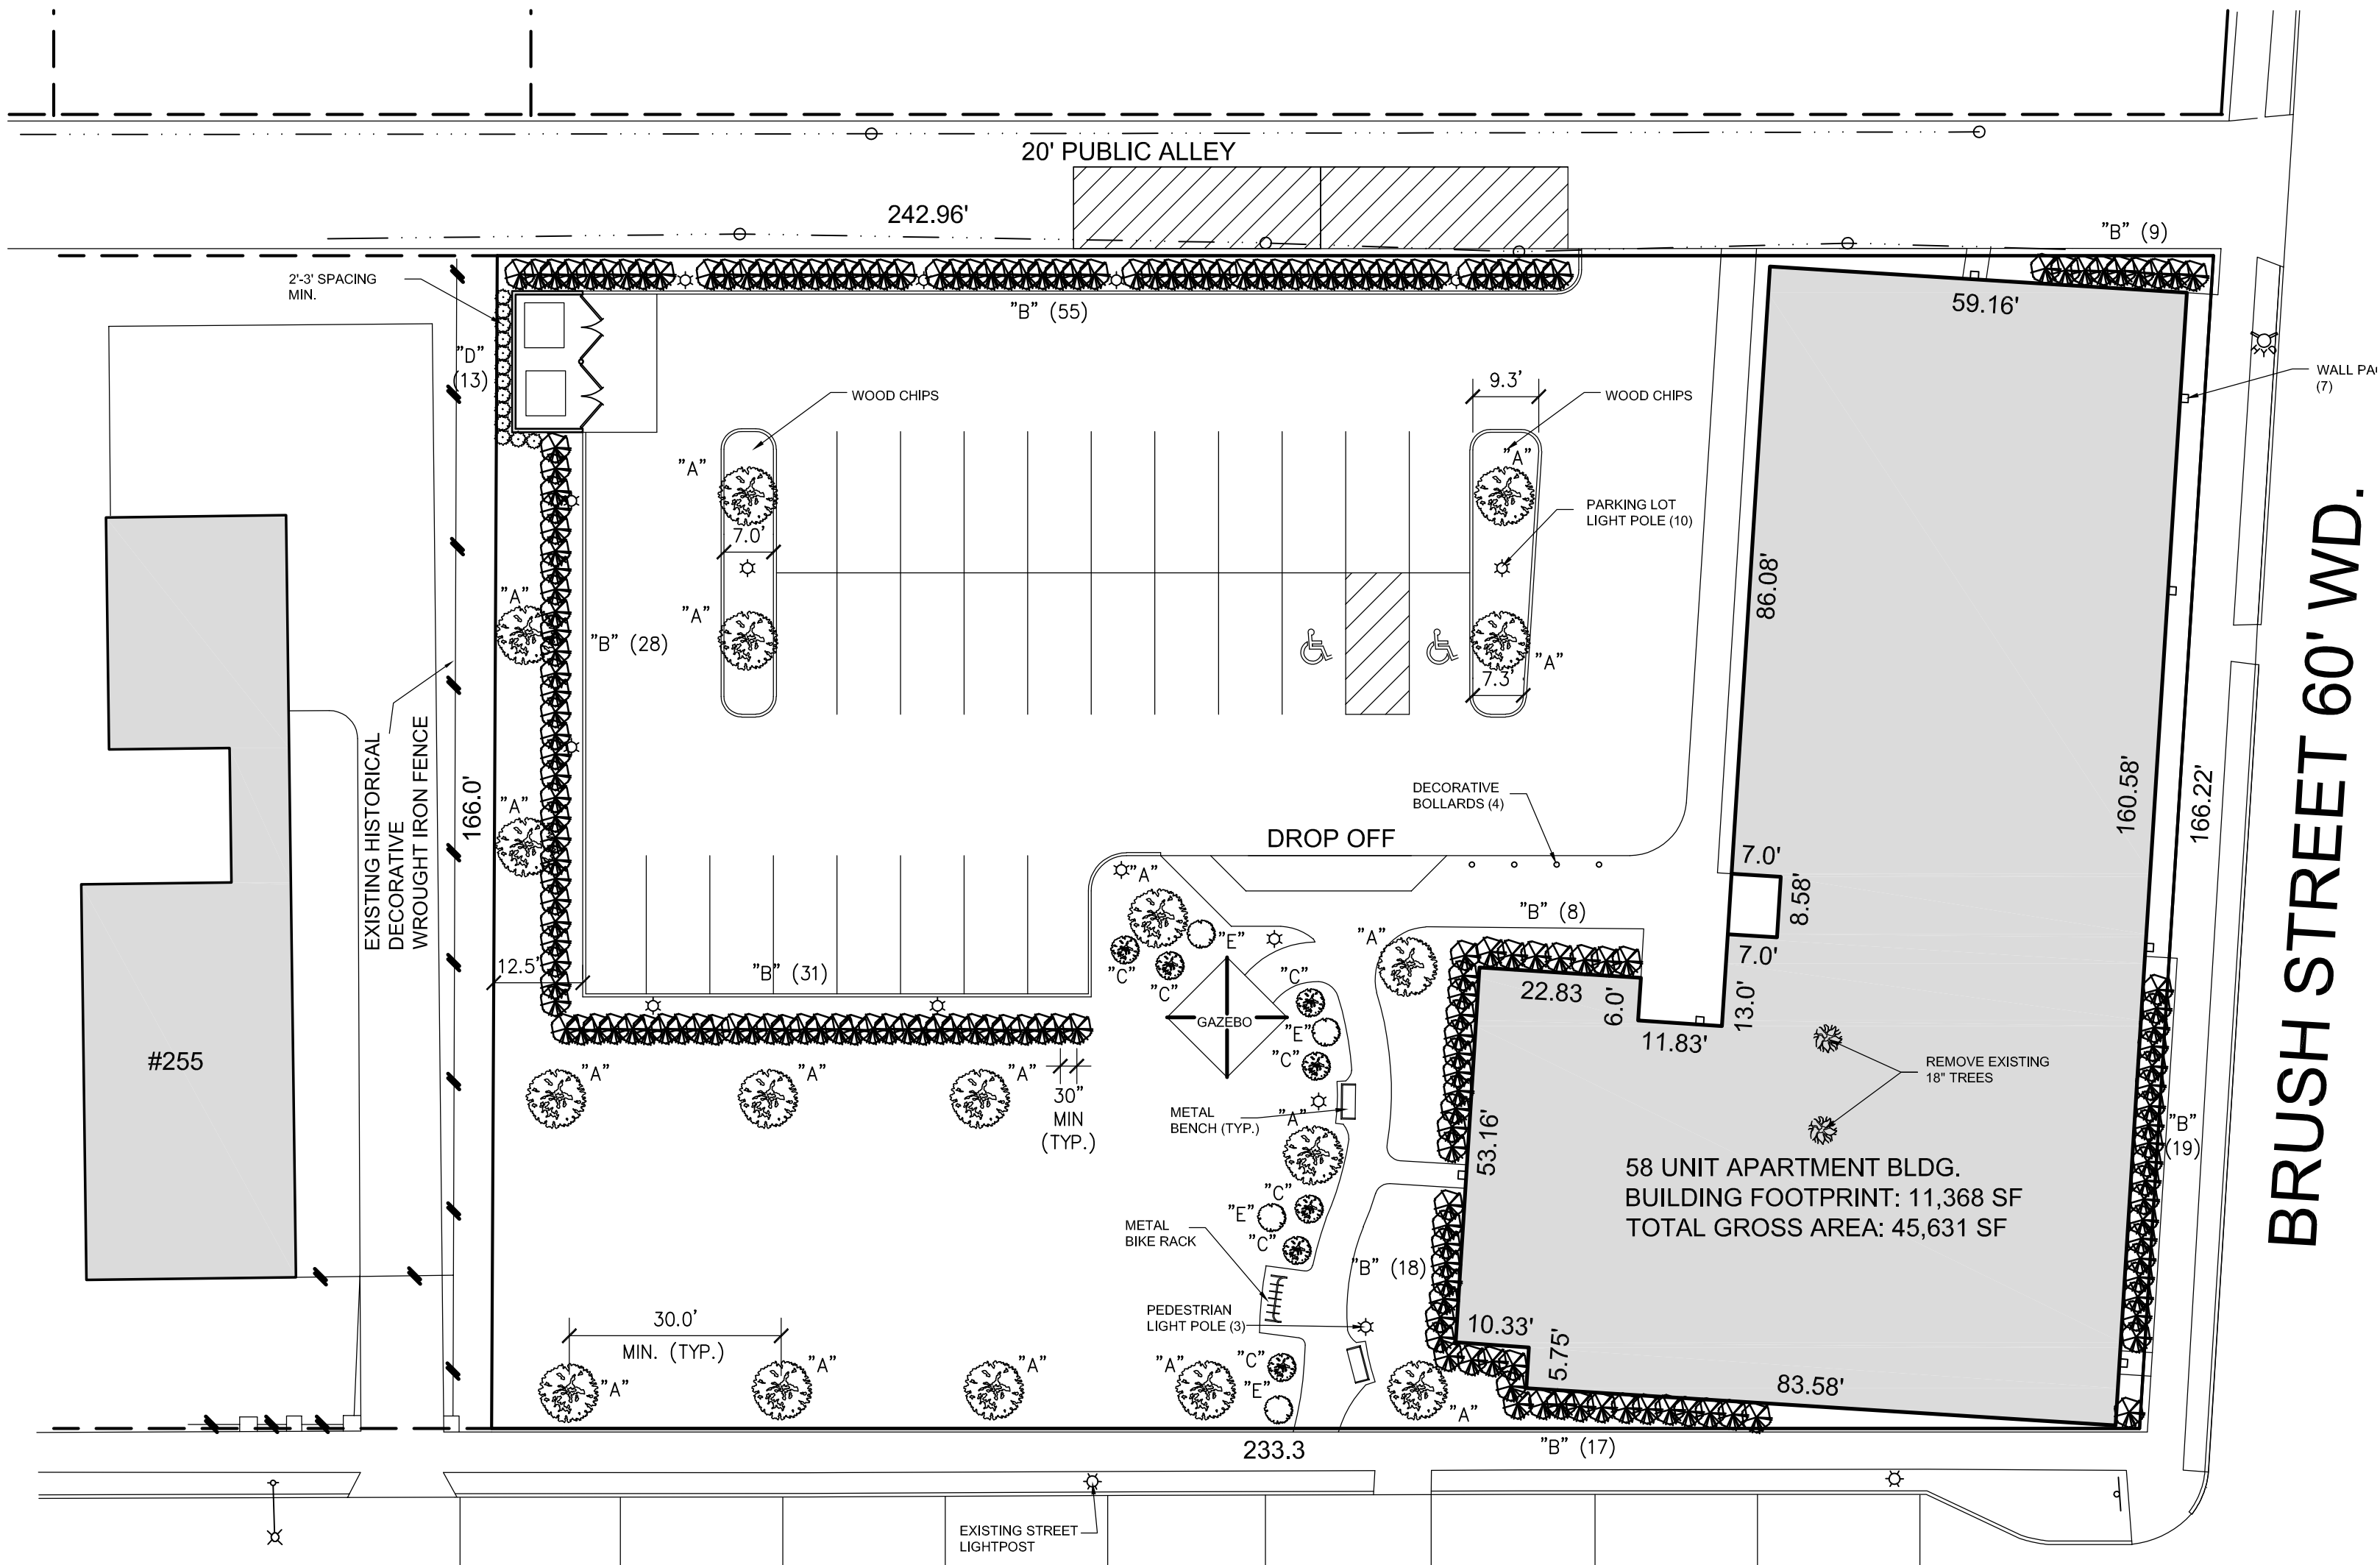 20' PUBLIC ALLEY
242.96'
"B" (9)
2'-3' SPACING
MIN.
"B" (55)
59.16'
"D"
(13)
WALL PA
(7)
WOOD CHIPS
9.3'
WOOD CHIPS
"A"
"A"
PARKING LOT
LIGHT POLE (10)
7.0'
86.08'
BRUSH STREET 60' WD.
"A"
"A"
"B" (28)
"A"
7.3'
EXISTING HISTORICAL
DECORATIVE
WROUGHT IRON FENCE
166.0'
"A"
DECORATIVE
BOLLARDS (4)
160.58'
166.22'
DROP OFF
7.0'
8.58'
"A"
"B" (8)
"E"
"A"
7.0'
12.5'
"B" (31)
"C"
"C"
"C"
22.83
6.0'
13.0'
GAZEBO
"E"
11.83'
#255
"C"
REMOVE EXISTING
18" TREES
"A"
"A"
"A"
30"
MIN
(TYP.)
METAL
BENCH (TYP.)
"A"
53.16'
"B"
(19)
58 UNIT APARTMENT BLDG.
BUILDING FOOTPRINT: 11,368 SF
TOTAL GROSS AREA: 45,631 SF
"C"
"E"
METAL
BIKE RACK
"C"
"B" (18)
30.0'
MIN. (TYP.)
PEDESTRIAN
LIGHT POLE (3)
10.33'
5.75'
"A"
"A"
"A"
"A"
"C"
"E"
"A"
83.58'
233.3
"B" (17)
EXISTING STREET
LIGHTPOST